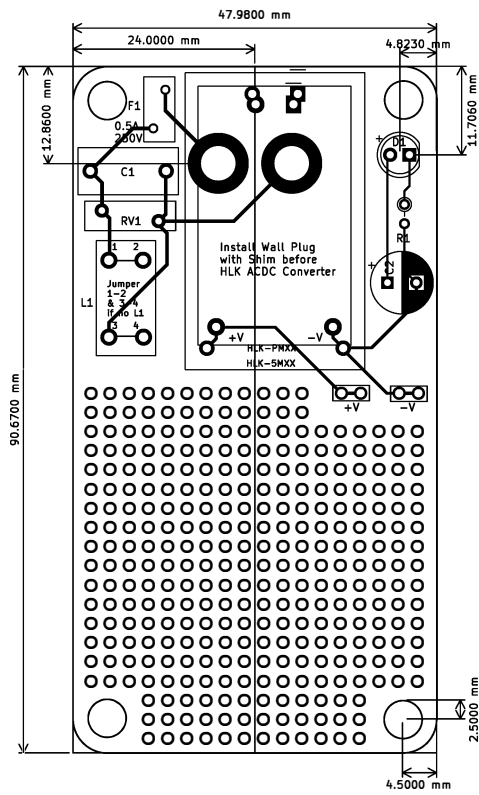 47.9800 mm
24.0000 mm
4.8230 mm
12.8600 mm
11.7060 mm
F1
0.5A
250V
+
D1
C1
RV1
R1
Install Wall Plug
with Shim before
HLK ACDC Converter
+
C2
1 2
Jumper
1-2
& 3-4
if no L1
L1
3 4
+V
-V
HLK-PMXX
HLK-5MXX
+V
-V
90.6700 mm
2.5000 mm
4.5000 mm